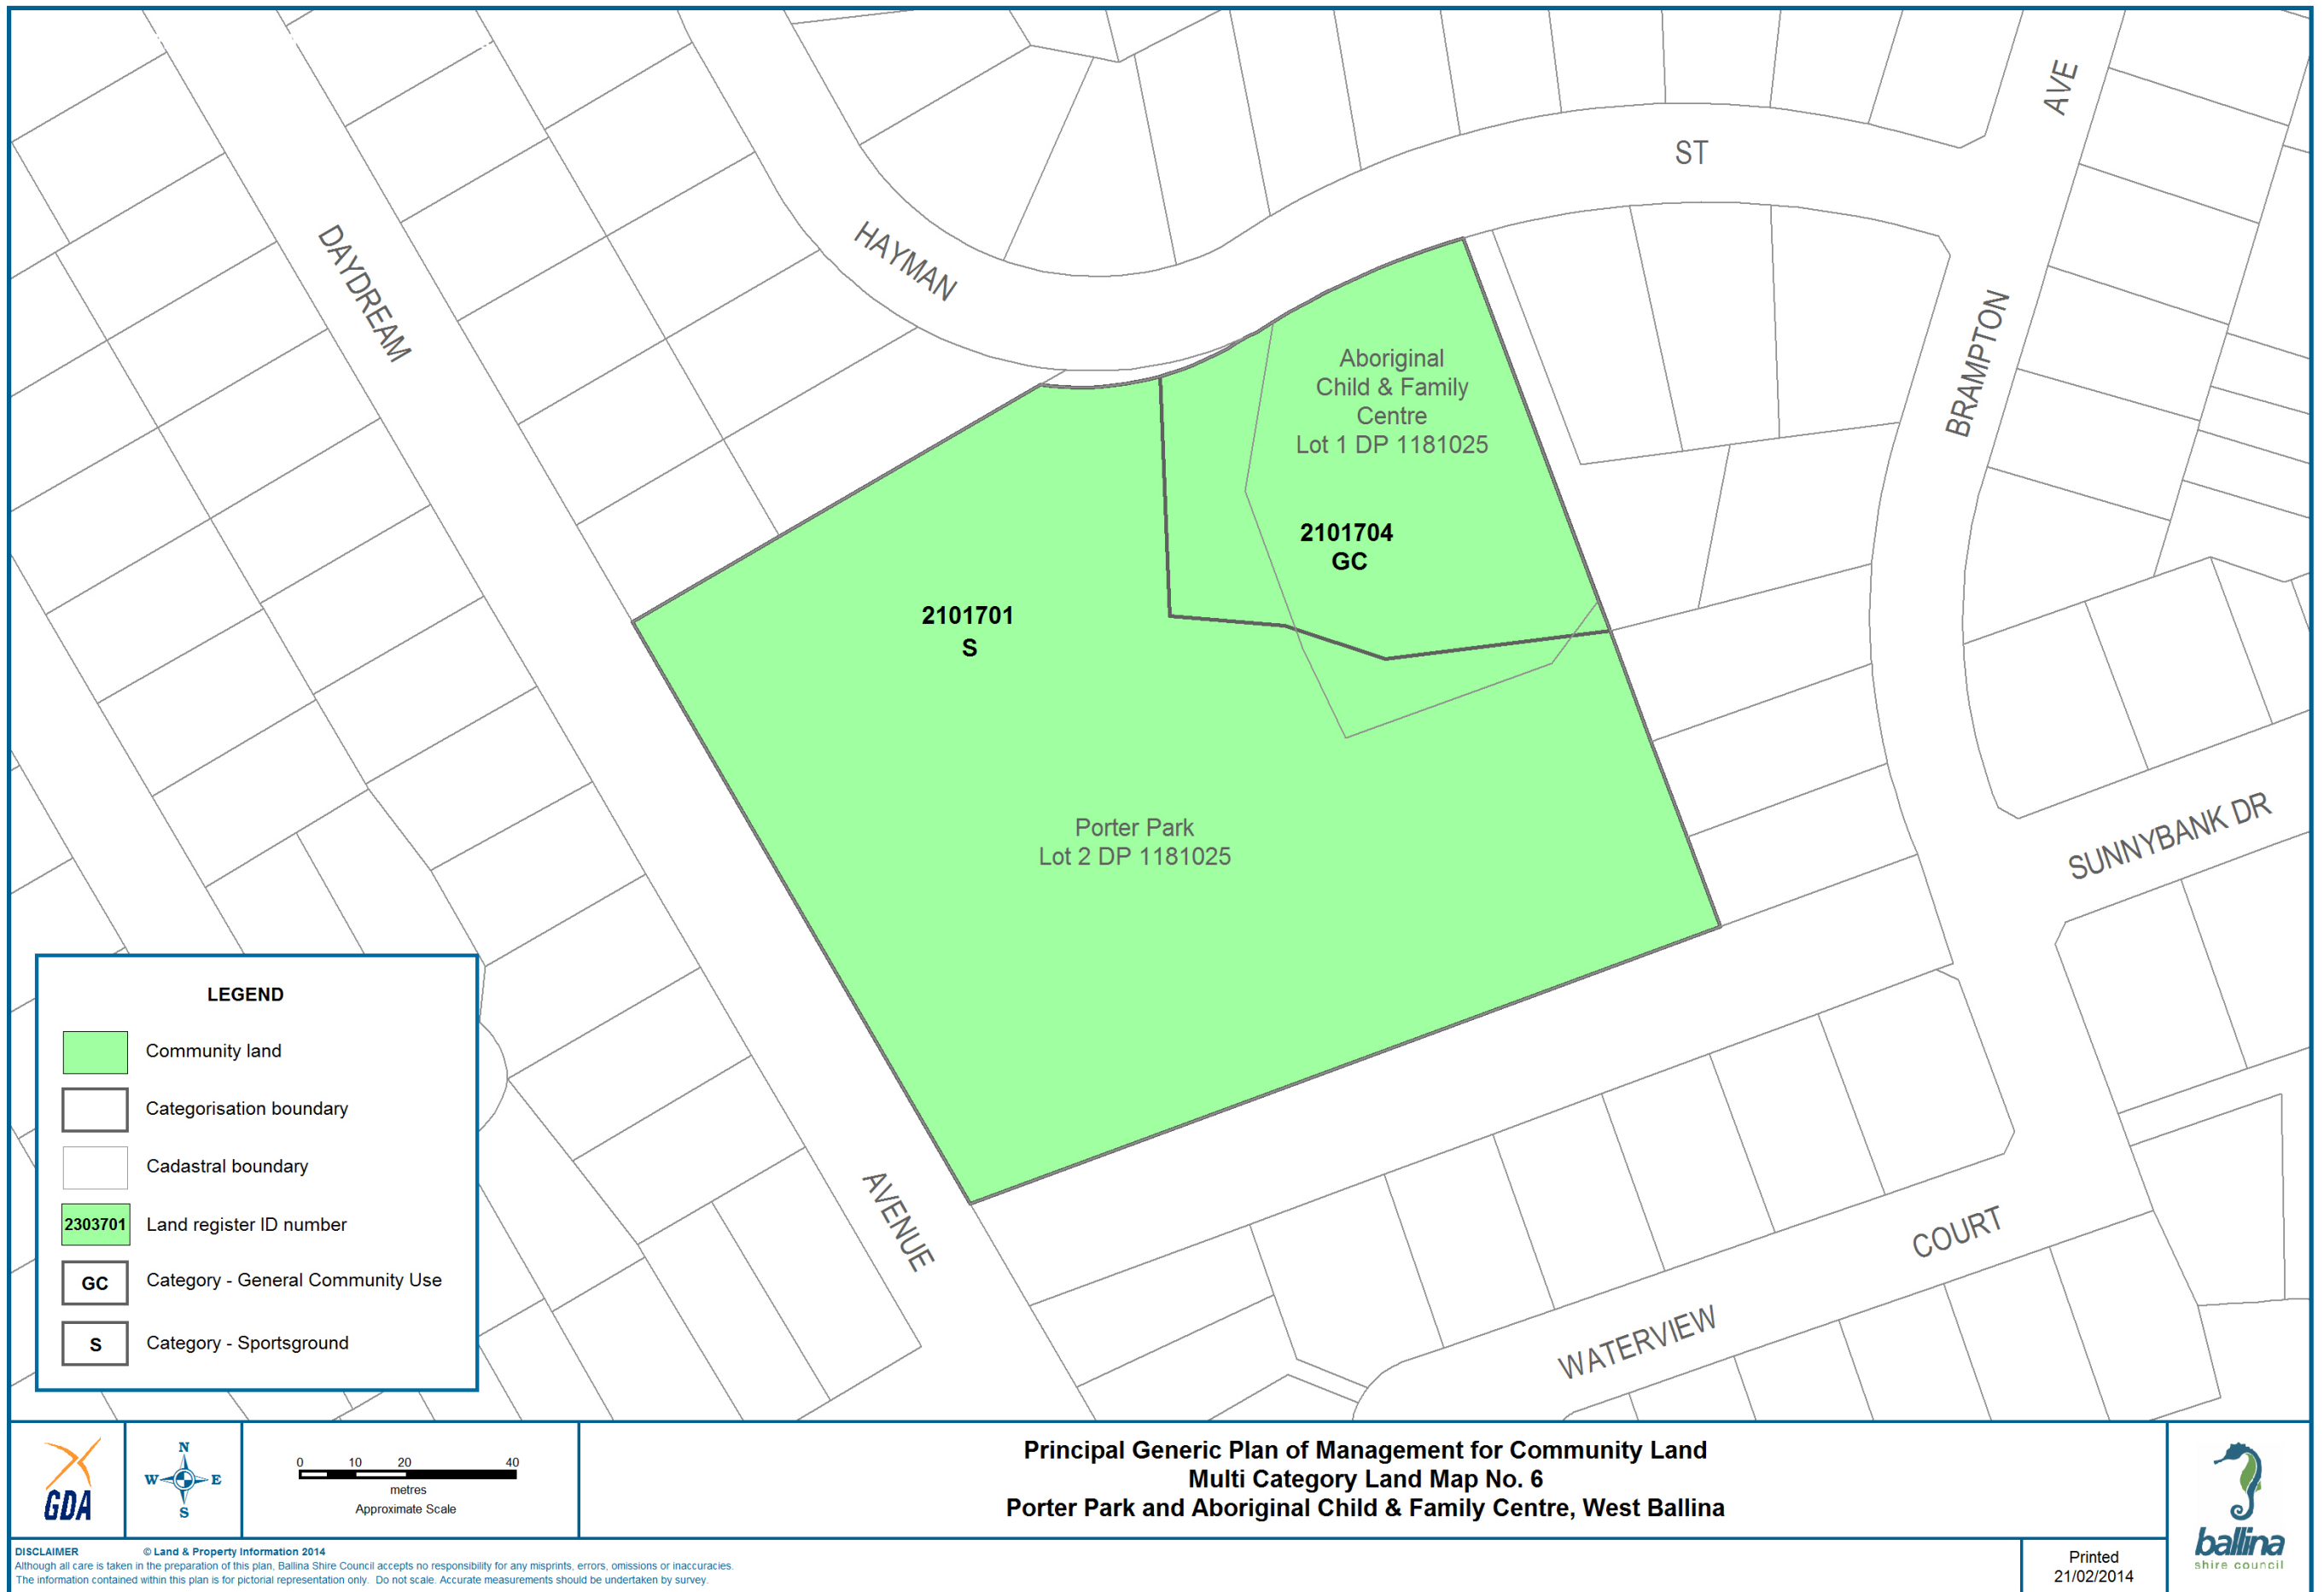 AVE
ST
DAYDREAM
HAYMAN
BRAMPTON
Aboriginal
Child & Family
Centre
Lot 1 DP 1181025
2101704
GC
2101701
S
Porter Park
Lot 2 DP 1181025
SUNNYBANK DR
AVENUE
COURT
WATERVIEW
LEGEND
Community land
Categorisation boundary
Cadastral boundary
2303701 Land register ID number
GC Category - General Community Use
S Category - Sportsground
GDA
N
W E
S
0 10 20 40
metres
Approximate Scale
Principal Generic Plan of Management for Community Land
Multi Category Land Map No. 6
Porter Park and Aboriginal Child & Family Centre, West Ballina
ballina
shire council
DISCLAIMER © Land & Property Information 2014
Although all care is taken in the preparation of this plan, Ballina Shire Council accepts no responsibility for any misprints, errors, omissions or inaccuracies.
The information contained within this plan is for pictorial representation only. Do not scale. Accurate measurements should be undertaken by survey.
Printed
21/02/2014